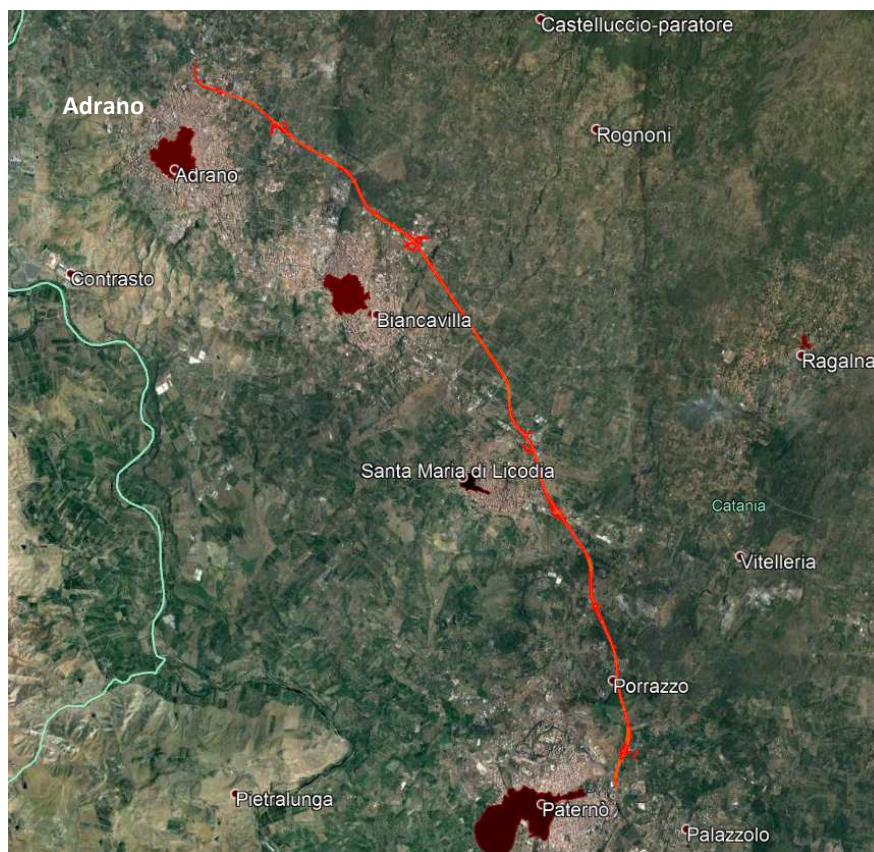 Castelluccio-paratore
Adrano
Rognoni
Adrano
Contrasto
Biancavilla
Ragalna
Santa Maria di Licodia
Catania
Vitelleria
Porrazzo
Pietralunga
Paternò
Palazzolo